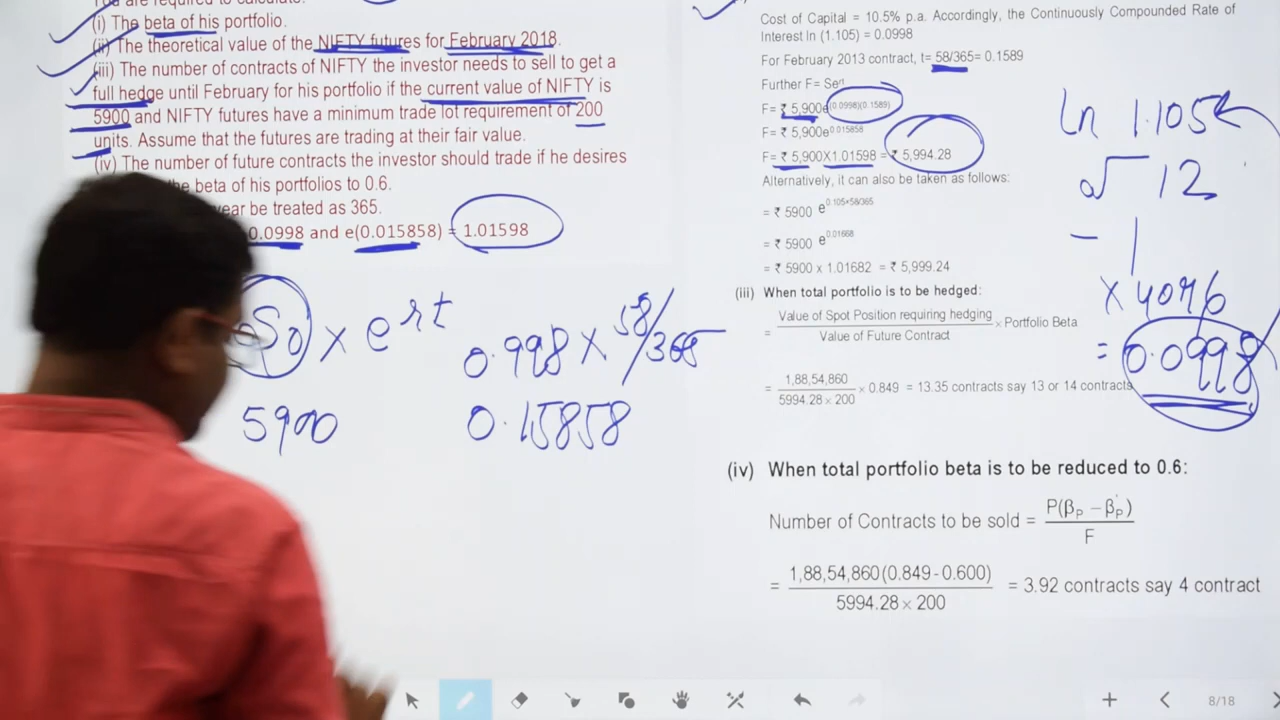 (i) The beta of his portfolio.
(ii) The theoretical value of the NIFTY futures for February 2018.
(iii) The number of contracts of NIFTY the investor needs to sell to get a
full hedge until February for his portfolio if the current value of NIFTY is
5900 and NIFTY futures have a minimum trade lot requirement of 200
units. Assume that the futures are trading at their fair value.
(iv) The number of future contracts the investor should trade if he desires
the beta of his portfolios to 0.6.
be treated as 365.
0.0998 and e(0.015858) = 1.01598
S0 × e^rt
5900
0.998 × 58/365
0.15858
Cost of Capital = 10.5% p.a. Accordingly, the Continuously Compounded Rate of
Interest ln (1.105) = 0.0998
For February 2013 contract, t= 58/365= 0.1589
Further F= Se^rt
F= ₹ 5,900e^(0.0998)(0.1589)
F= ₹ 5,900e^0.015858
F= ₹ 5,900X1.01598 = ₹ 5,994.28
Alternatively, it can also be taken as follows:
= ₹ 5900 e^0.105×58/365
= ₹ 5900 e^0.01668
= ₹ 5900 x 1.01682 = ₹ 5,999.24
(iii) When total portfolio is to be hedged:
= Value of Spot Position requiring hedging / Value of Future Contract × Portfolio Beta
= 1,88,54,860 / 5994.28 × 200 × 0.849 = 13.35 contracts say 13 or 14 contracts
(iv) When total portfolio beta is to be reduced to 0.6:
Number of Contracts to be sold = P(βP − β'P) / F
= 1,88,54,860(0.849-0.600) / 5994.28 × 200 = 3.92 contracts say 4 contract
ln 1.105
√ 12
- 1
× 4096
= 0.0998
8/18